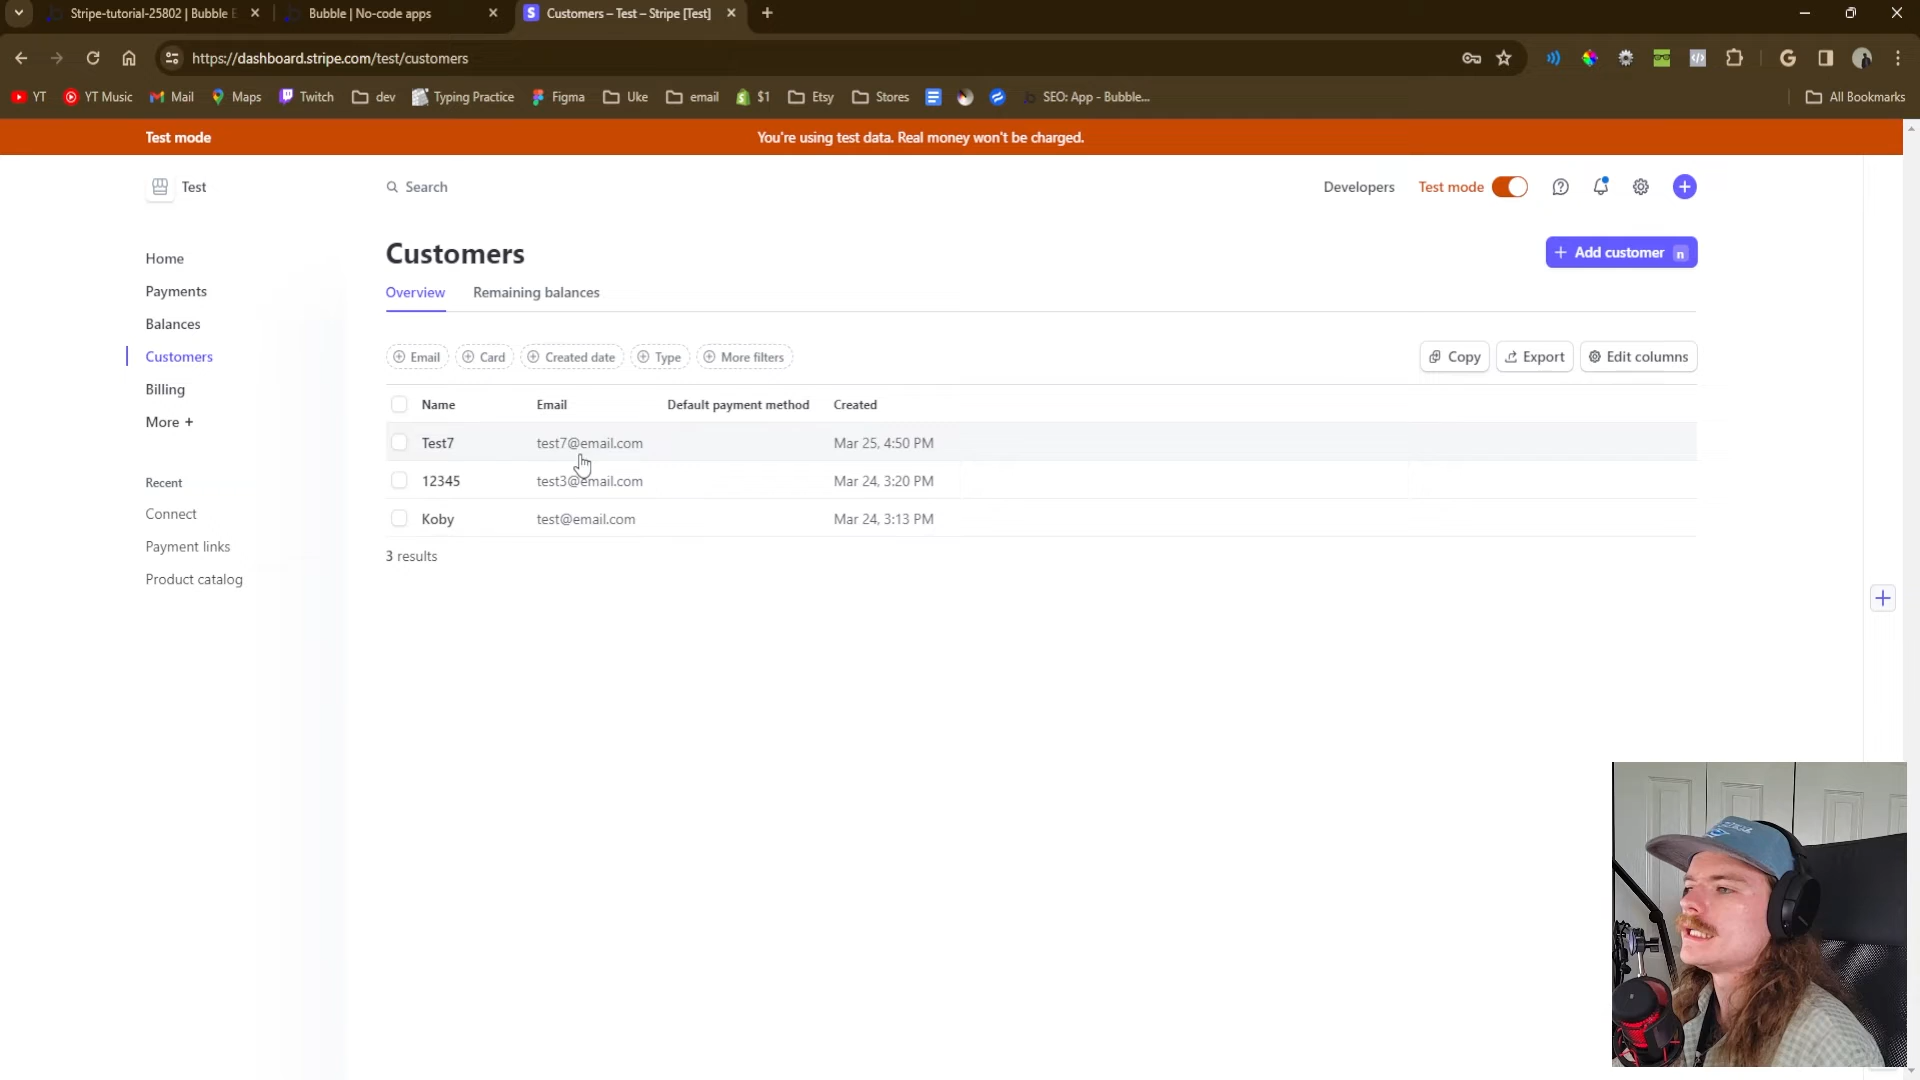 Stripe-tutorial-25802 | Bubble E
Bubble | No-code apps
Customers – Test – Stripe [Test]
https://dashboard.stripe.com/test/customers
YT
YT Music
Mail
Maps
Twitch
dev
Typing Practice
Figma
Uke
email
$1
Etsy
Stores
SEO: App - Bubble...
All Bookmarks
Test mode
You're using test data. Real money won't be charged.
Test
Search
Developers
Test mode
Home
Payments
Balances
Customers
Billing
More +
Recent
Connect
Payment links
Product catalog
Customers
+ Add customer n
Overview
Remaining balances
Email
Card
Created date
Type
More filters
Copy
Export
Edit columns
Name Email Default payment method Created
Test7 test7@email.com Mar 25, 4:50 PM
12345 test3@email.com Mar 24, 3:20 PM
Koby test@email.com Mar 24, 3:13 PM
3 results